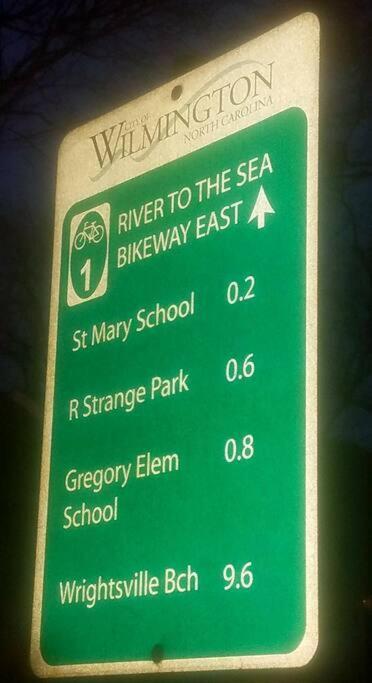 CITY OF
WILMINGTON
NORTH CAROLINA
RIVER TO THE SEA
BIKEWAY EAST
1
St Mary School 0.2
R Strange Park 0.6
Gregory Elem 0.8
School
Wrightsville Bch 9.6